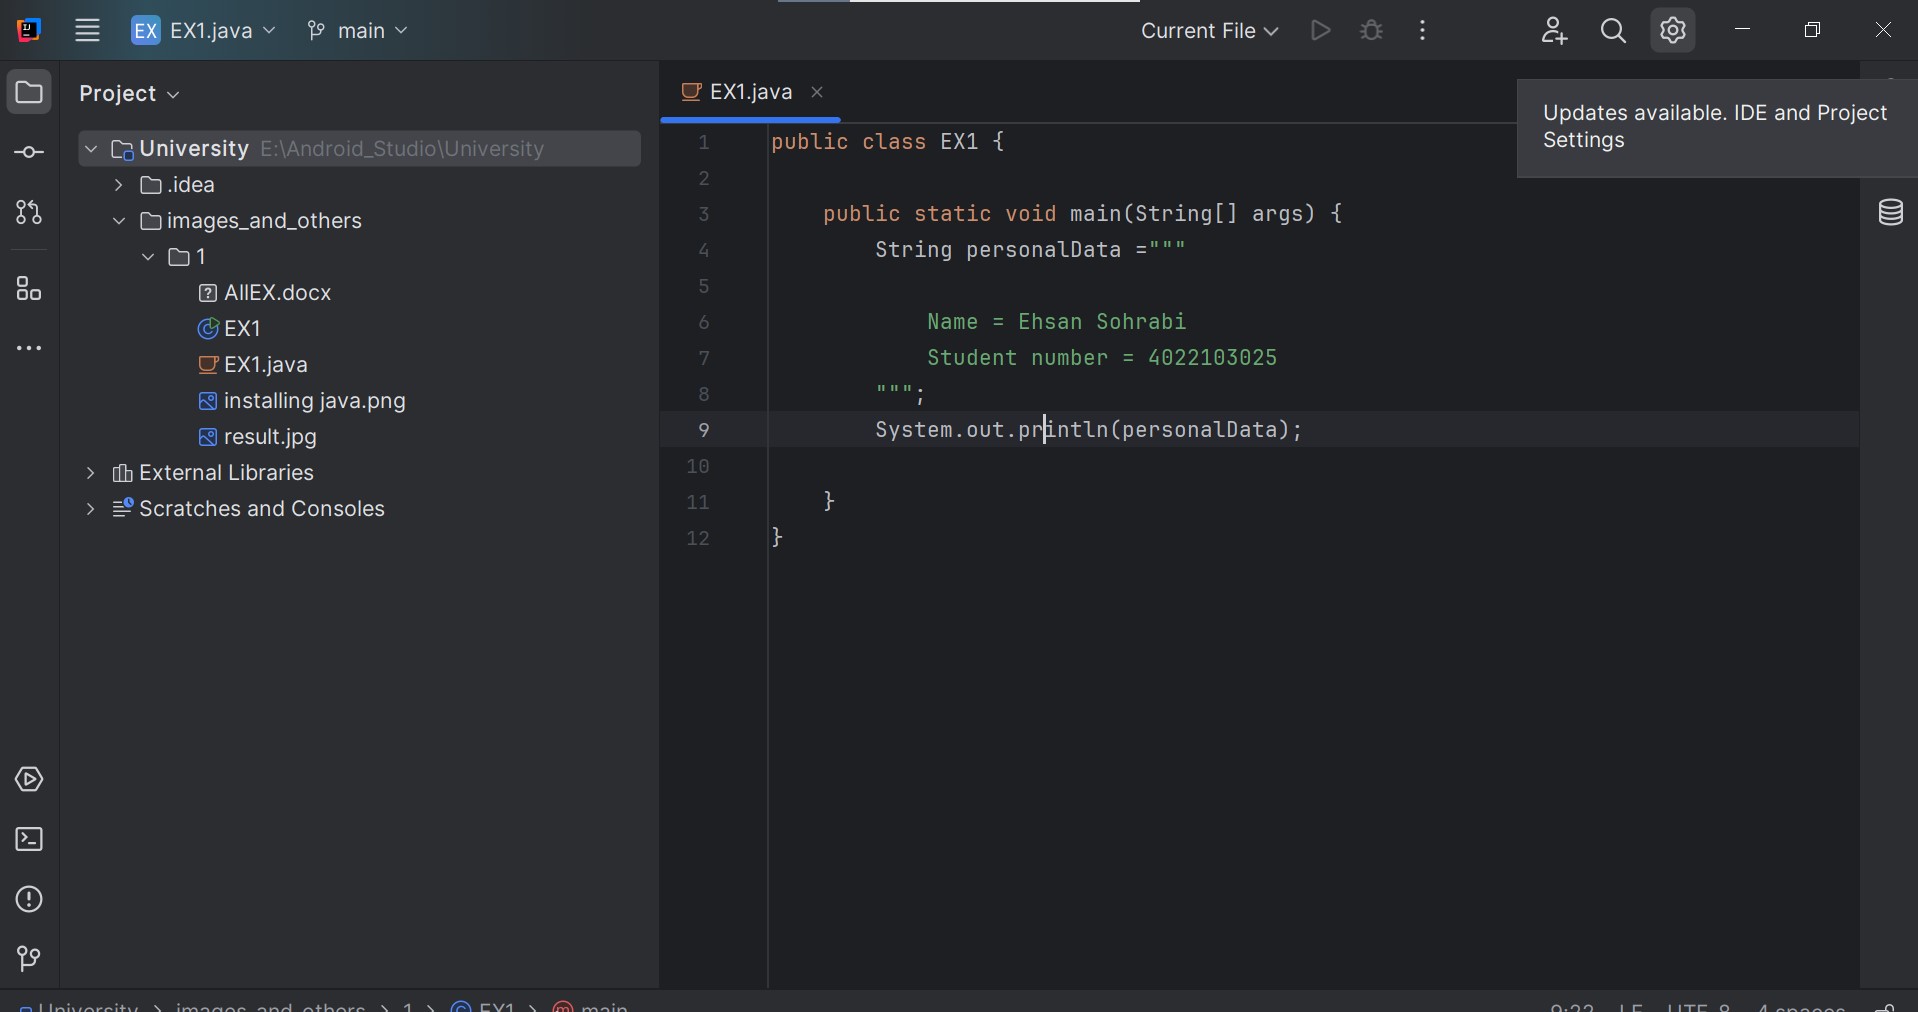 EX EX1.java main Current File
Project
EX1.java
Updates available. IDE and Project
Settings
University E:\Android_Studio\University
.idea
images_and_others
1
AllEX.docx
EX1
EX1.java
installing java.png
result.jpg
External Libraries
Scratches and Consoles
1 public class EX1 {
2
3 public static void main(String[] args) {
4 String personalData ="""
5
6 Name = Ehsan Sohrabi
7 Student number = 4022103025
8 """;
9 System.out.println(personalData);
10
11 }
12 }
University > images_and_others > 1 > EX1 > main 9:22 LF UTF-8 4 spaces